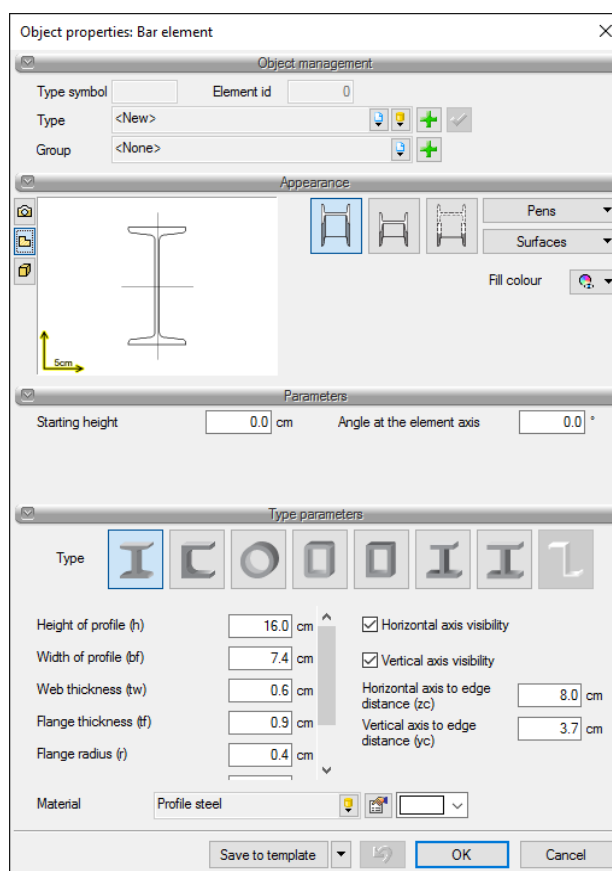 Object properties: Bar element
Object management
Type symbol Element id 0
Type <New>
Group <None>
Appearance
Pens
Surfaces
Fill colour
5cm
Parameters
Starting height 0.0 cm Angle at the element axis 0.0 °
Type parameters
Type
Height of profile (h) 16.0 cm Horizontal axis visibility
Width of profile (bf) 7.4 cm Vertical axis visibility
Web thickness (tw) 0.6 cm Horizontal axis to edge distance (zc) 8.0 cm
Flange thickness (tf) 0.9 cm Vertical axis to edge distance (yc) 3.7 cm
Flange radius (r) 0.4 cm
Material Profile steel
Save to template OK Cancel